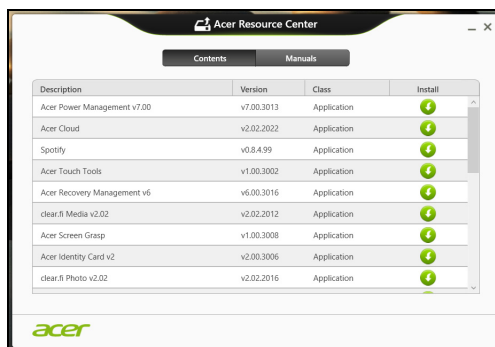 Acer Resource Center
Contents Manuals
Description Version Class Install
Acer Power Management v7.00 v7.00.3013 Application
Acer Cloud v2.02.2022 Application
Spotify v0.8.4.99 Application
Acer Touch Tools v1.00.3002 Application
Acer Recovery Management v6 v6.00.3016 Application
clear.fi Media v2.02 v2.02.2012 Application
Acer Screen Grasp v1.00.3008 Application
Acer Identity Card v2 v2.00.3006 Application
clear.fi Photo v2.02 v2.02.2016 Application
acer